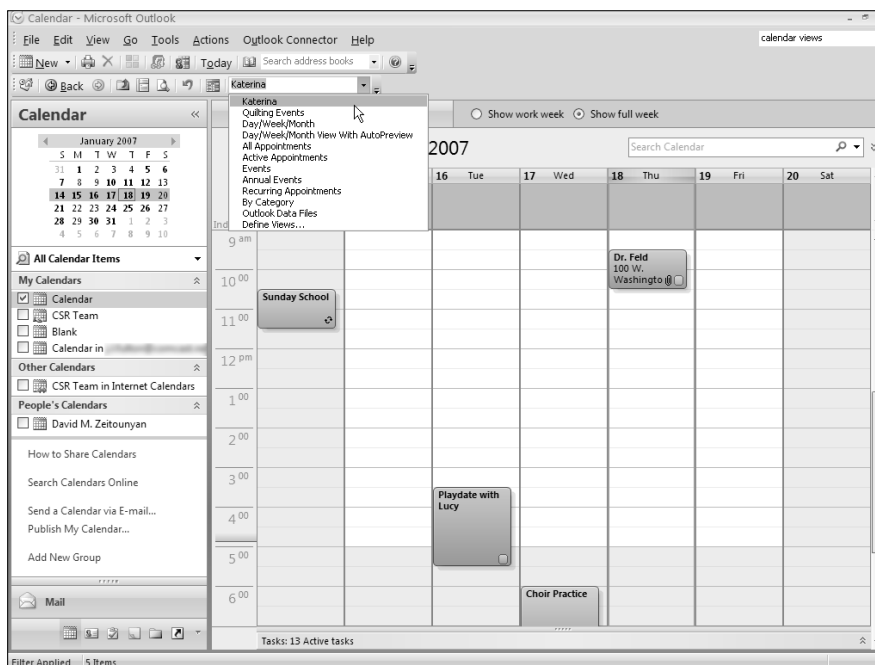 Calendar - Microsoft Outlook
File Edit View Go Tools Actions Outlook Connector Help
calendar views
New Today Search address books
Back Katerina
Katerina
Quilting Events
Day/Week/Month
Day/Week/Month View With AutoPreview
All Appointments
Active Appointments
Events
Annual Events
Recurring Appointments
By Category
Outlook Data Files
Define Views...
Calendar «
January 2007
S M T W T F S
31 1 2 3 4 5 6
7 8 9 10 11 12 13
14 15 16 17 18 19 20
21 22 23 24 25 26 27
28 29 30 31 1 2 3
4 5 6 7 8 9 10
All Calendar Items
My Calendars
Calendar
CSR Team
Blank
Calendar in
Other Calendars
CSR Team in Internet Calendars
People's Calendars
David M. Zeitounyan
How to Share Calendars
Search Calendars Online
Send a Calendar via E-mail...
Publish My Calendar...
Add New Group
Mail
Show work week Show full week
2007 Search Calendar
16 Tue 17 Wed 18 Thu 19 Fri 20 Sat
9 am
10 00
11 00
12 pm
1 00
2 00
3 00
4 00
5 00
6 00
Dr. Feld
100 W.
Washingto
Sunday School
Playdate with
Lucy
Choir Practice
Tasks: 13 Active tasks
Filter Applied 5 Items